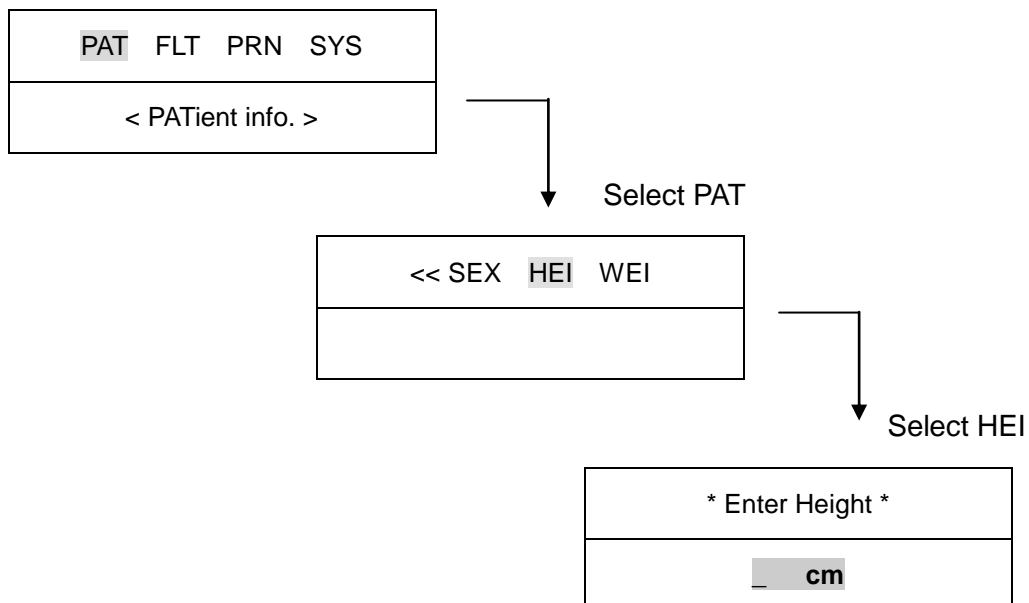 PAT FLT PRN SYS
< PATient info. >
Select PAT
<< SEX HEI WEI
Select HEI
* Enter Height *
_ cm